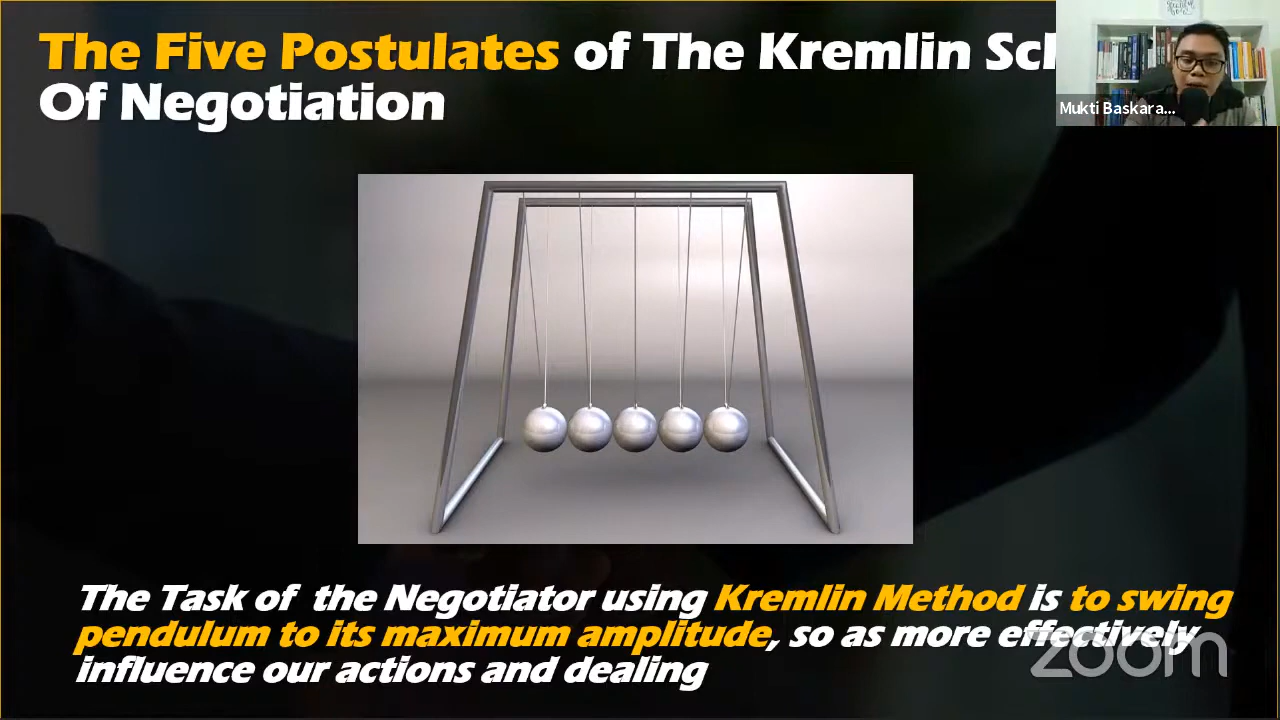 The Five Postulates of The Kremlin Sch
Of Negotiation
Mukti Baskara...
The Task of the Negotiator using Kremlin Method is to swing
pendulum to its maximum amplitude, so as more effectively
influence our actions and dealing
zoom